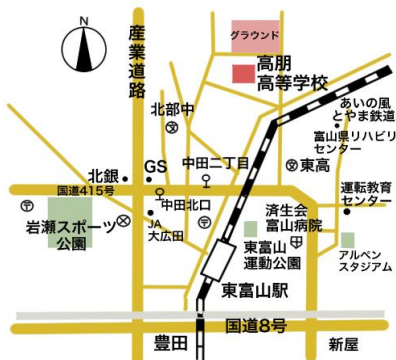 N
産業道路
グラウンド
高朋
高等学校
あいの風
とやま鉄道
北部中
文
富山県リハビリ
センター
文
東高
北銀
GS
中田二丁目
国道415号
中田北口
運転教育
センター
岩瀬スポーツ
公園
JA
大広田
済生会
富山病院
東富山
運動公園
アルペン
スタジアム
東富山駅
国道8号
豊田
新屋